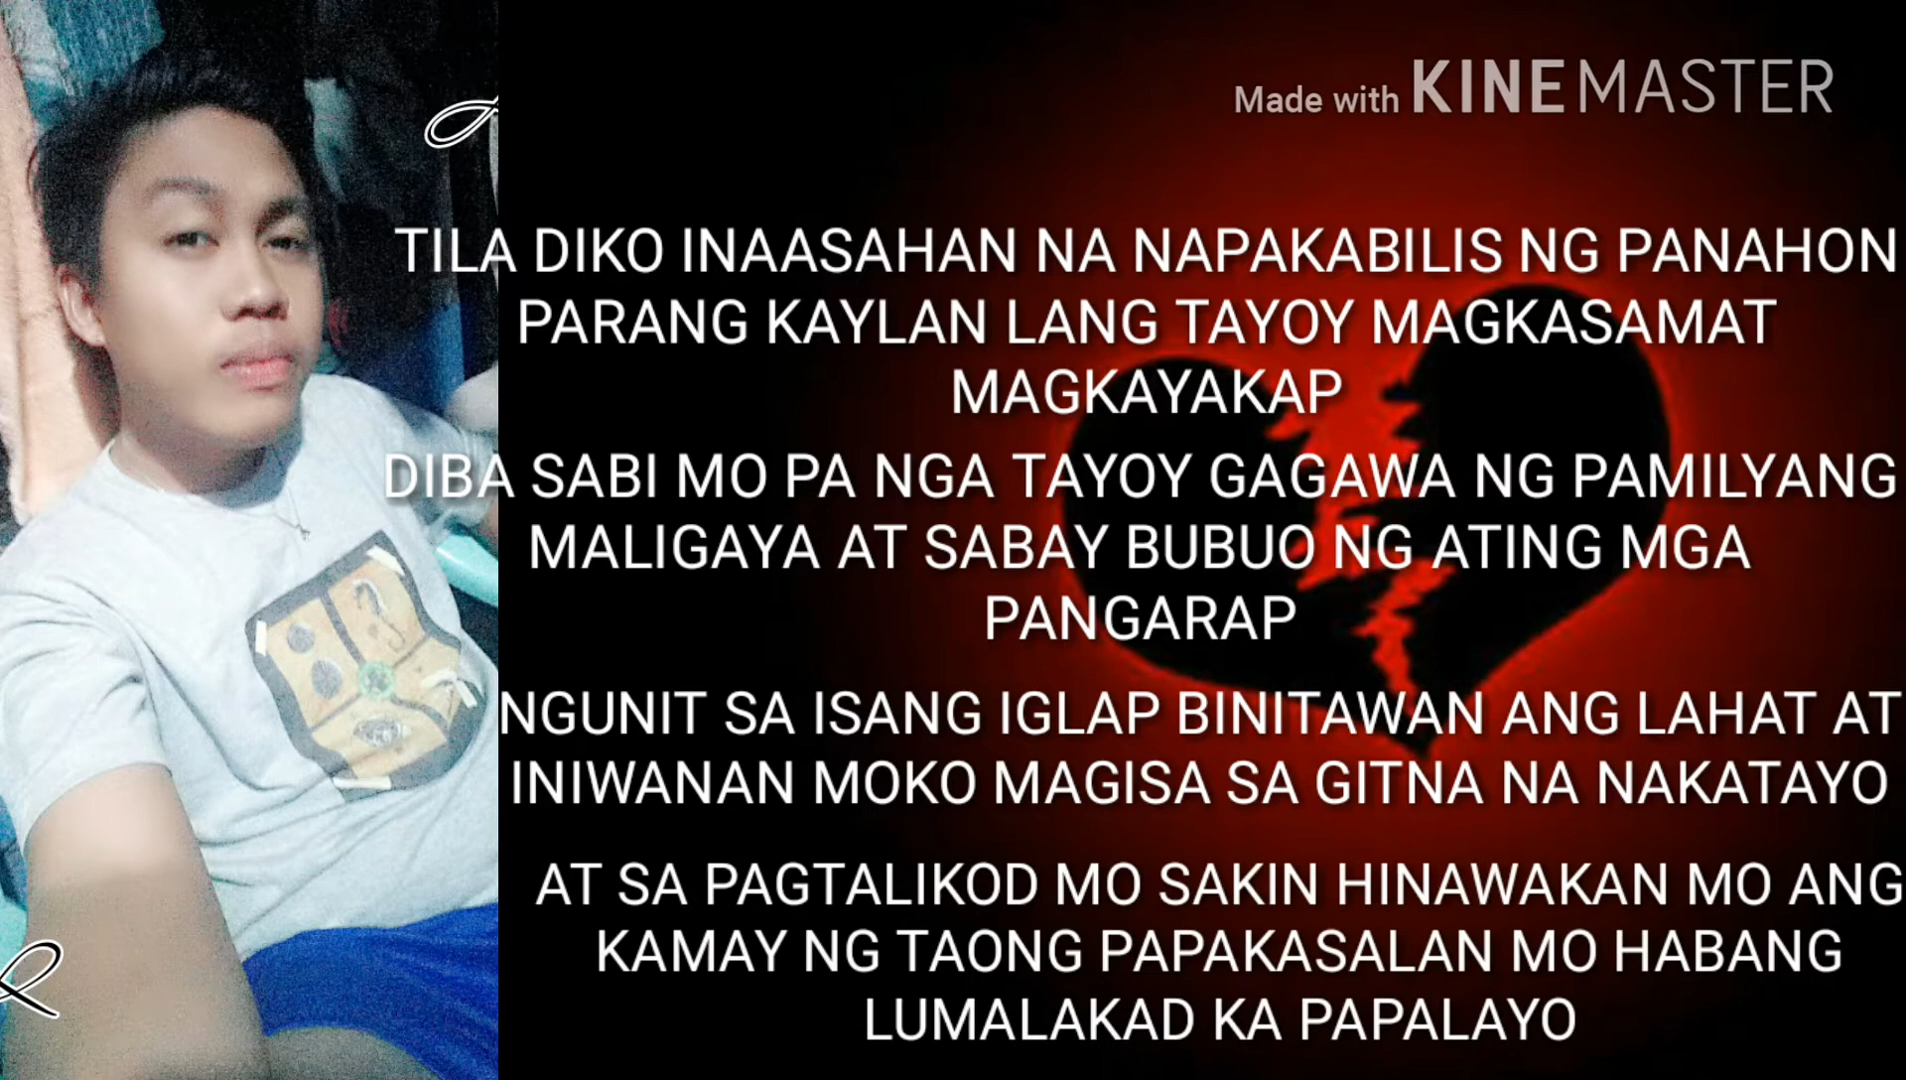 Made with KINEMASTER
TILA DIKO INAASAHAN NA NAPAKABILIS NG PANAHON
PARANG KAYLAN LANG TAYOY MAGKASAMAT
MAGKAYAKAP
DIBA SABI MO PA NGA TAYOY GAGAWA NG PAMILYANG
MALIGAYA AT SABAY BUBUO NG ATING MGA
PANGARAP
NGUNIT SA ISANG IGLAP BINITAWAN ANG LAHAT AT
INIWANAN MOKO MAGISA SA GITNA NA NAKATAYO
AT SA PAGTALIKOD MO SAKIN HINAWAKAN MO ANG
KAMAY NG TAONG PAPAKASALAN MO HABANG
LUMALAKAD KA PAPALAYO